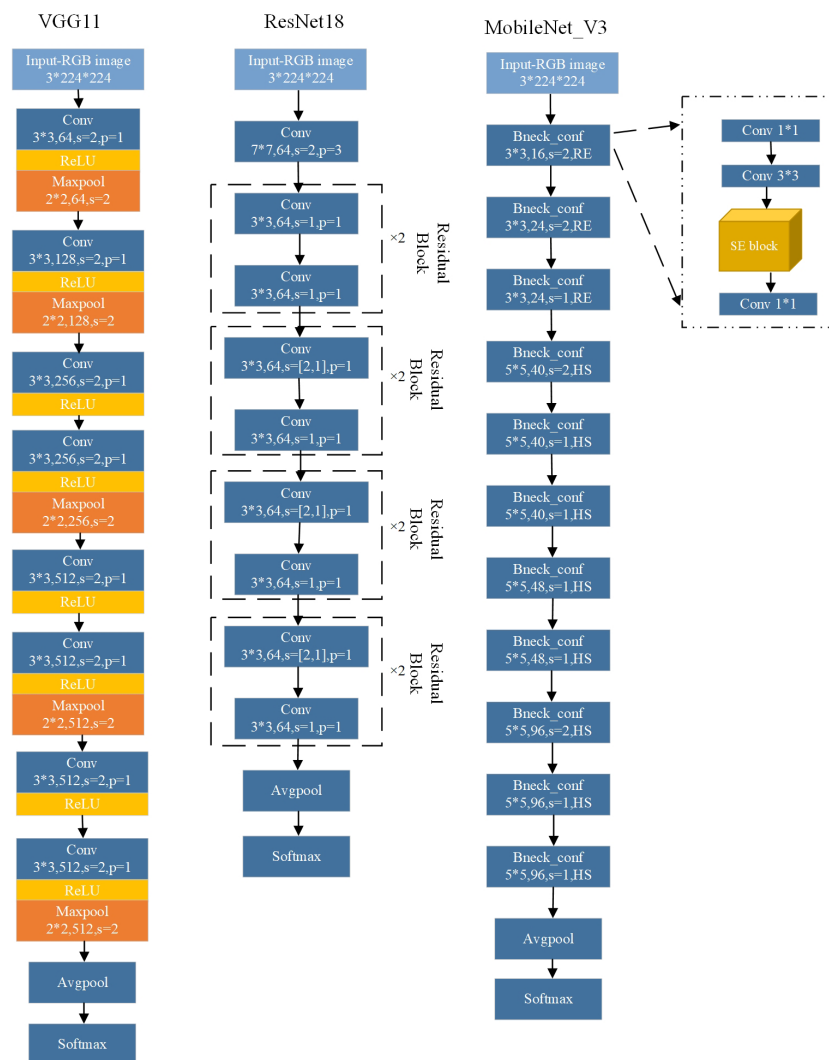 VGG11
Input-RGB image
3*224*224
Conv
3*3,64,s=2,p=1
ReLU
Maxpool
2*2,64,s=2
Conv
3*3,128,s=2,p=1
ReLU
Maxpool
2*2,128,s=2
Conv
3*3,256,s=2,p=1
ReLU
Conv
3*3,256,s=2,p=1
ReLU
Maxpool
2*2,256,s=2
Conv
3*3,512,s=2,p=1
ReLU
Conv
3*3,512,s=2,p=1
ReLU
Maxpool
2*2,512,s=2
Conv
3*3,512,s=2,p=1
ReLU
Conv
3*3,512,s=2,p=1
ReLU
Maxpool
2*2,512,s=2
Avgpool
Softmax
ResNet18
Input-RGB image
3*224*224
Conv
7*7,64,s=2,p=3
Conv
3*3,64,s=1,p=1
Conv
3*3,64,s=1,p=1
×2
Residual
Block
Conv
3*3,64,s=[2,1],p=1
Conv
3*3,64,s=1,p=1
×2
Residual
Block
Conv
3*3,64,s=[2,1],p=1
Conv
3*3,64,s=1,p=1
×2
Residual
Block
Conv
3*3,64,s=[2,1],p=1
Conv
3*3,64,s=1,p=1
×2
Residual
Block
Avgpool
Softmax
MobileNet_V3
Input-RGB image
3*224*224
Bneck_conf
3*3,16,s=2,RE
Bneck_conf
3*3,24,s=2,RE
Bneck_conf
3*3,24,s=1,RE
Bneck_conf
5*5,40,s=2,HS
Bneck_conf
5*5,40,s=1,HS
Bneck_conf
5*5,40,s=1,HS
Bneck_conf
5*5,48,s=1,HS
Bneck_conf
5*5,48,s=1,HS
Bneck_conf
5*5,96,s=2,HS
Bneck_conf
5*5,96,s=1,HS
Bneck_conf
5*5,96,s=1,HS
Avgpool
Softmax
Conv 1*1
Conv 3*3
SE block
Conv 1*1